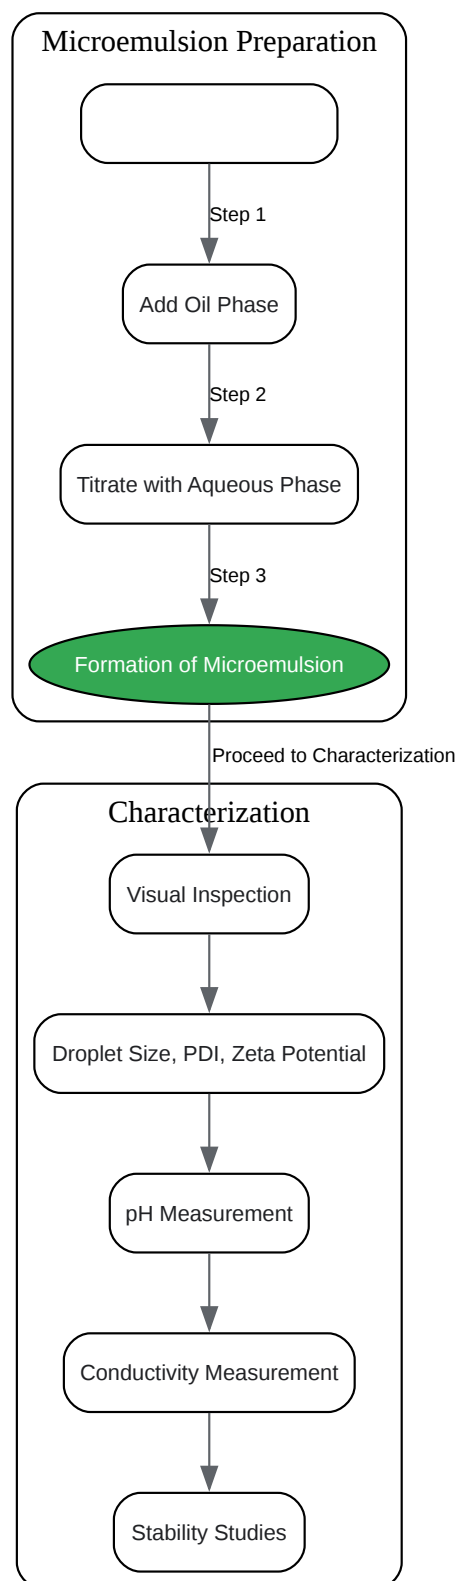 Microemulsion Preparation
Step 1
Add Oil Phase
Step 2
Titrate with Aqueous Phase
Step 3
Formation of Microemulsion
Proceed to Characterization
Characterization
Visual Inspection
Droplet Size, PDI, Zeta Potential
pH Measurement
Conductivity Measurement
Stability Studies